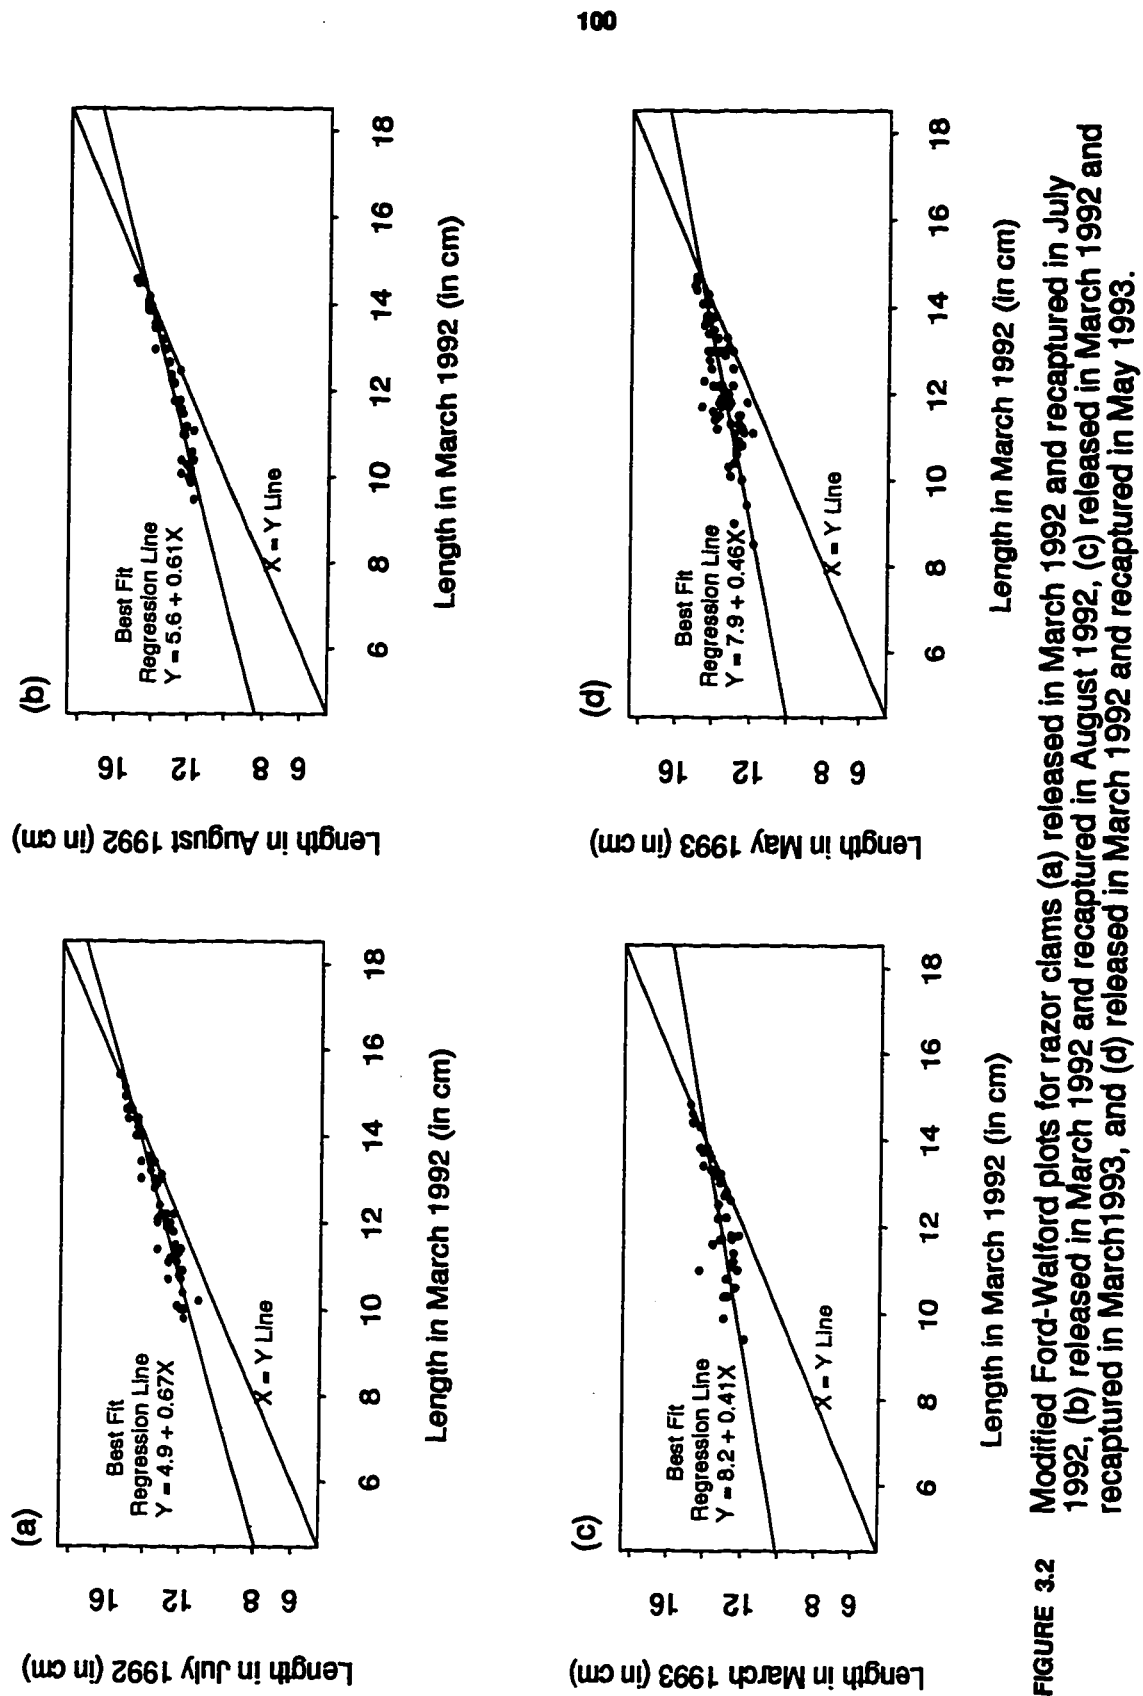 100
(a)
Length in July 1992 (in cm)
16
12
8
6
Best Fit
Regression Line
Y = 4.9 + 0.67X
X = Y Line
6 8 10 12 14 16 18
Length in March 1992 (in cm)
(b)
Length in August 1992 (in cm)
16
12
8
6
Best Fit
Regression Line
Y = 5.6 + 0.61X
X = Y Line
6 8 10 12 14 16 18
Length in March 1992 (in cm)
(c)
Length in March 1993 (in cm)
16
12
8
6
Best Fit
Regression Line
Y = 8.2 + 0.41X
X = Y Line
6 8 10 12 14 16 18
Length in March 1992 (in cm)
(d)
Length in May 1993 (in cm)
16
12
8
6
Best Fit
Regression Line
Y = 7.9 + 0.46X
X = Y Line
6 8 10 12 14 16 18
Length in March 1992 (in cm)
FIGURE 3.2 Modified Ford-Walford plots for razor clams (a) released in March 1992 and recaptured in July
1992, (b) released in March 1992 and recaptured in August 1992, (c) released in March 1992 and
recaptured in March1993, and (d) released in March 1992 and recaptured in May 1993.